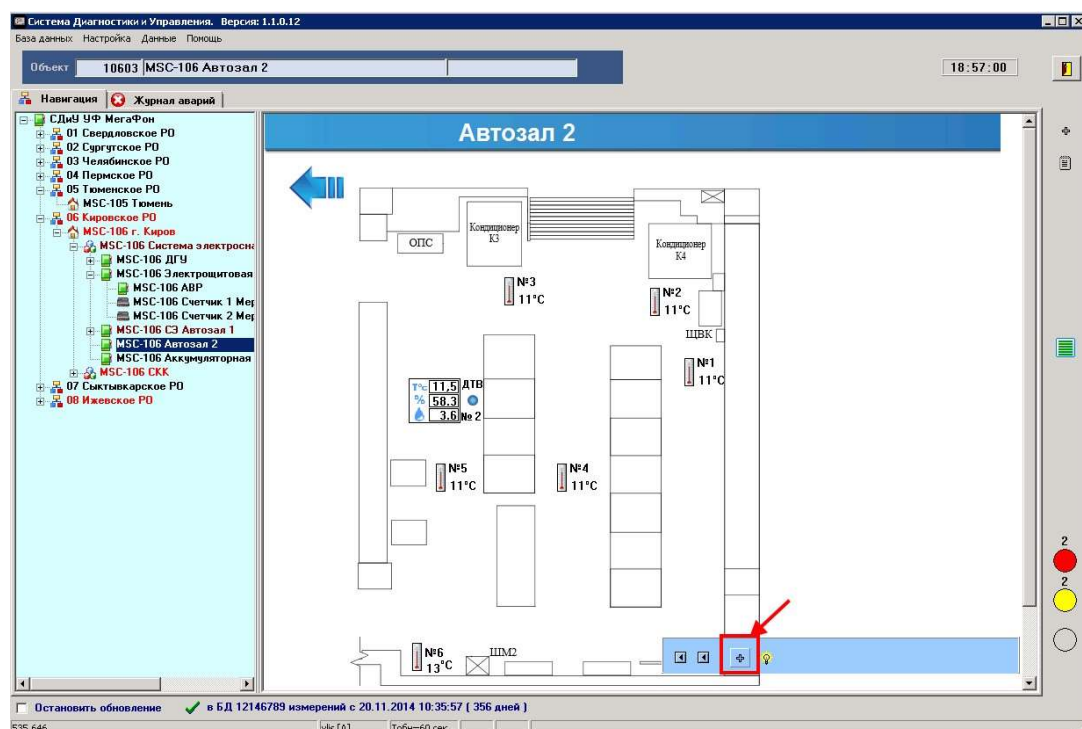 Система Диагностики и Управления. Версия: 1.1.0.12
База данных Настройка Данные Помощь
Объект 10603 MSC-106 Автозал 2
18:57:00
Навигация Журнал аварий
СДиУ УФ МегаФон
01 Свердловское РО
02 Сургутское РО
03 Челябинское РО
04 Пермское РО
05 Тюменское РО
MSC-105 Тюмень
06 Кировское РО
MSC-106 г. Киров
MSC-106 Система электросна
MSC-106 ДГУ
MSC-106 Электрощитовая
MSC-106 АВР
MSC-106 Счетчик 1 Мер
MSC-106 Счетчик 2 Мер
MSC-106 СЭ Автозал 1
MSC-106 Автозал 2
MSC-106 Аккумуляторная
MSC-106 СКК
07 Сыктывкарское РО
08 Ижевское РО
Автозал 2
ОПС
Кондиционер
К3
Кондиционер
К4
№3
11°C
№2
11°C
ЩВК
№1
11°C
T°c 11,5 ДТВ
% 58.3
3.6 № 2
№5
11°C
№4
11°C
№6
13°C
ШМ2
2
2
Остановить обновление
в БД 12146789 измерений с 20.11.2014 10:35:57 ( 356 дней )
535 646
Тобн=60 сек